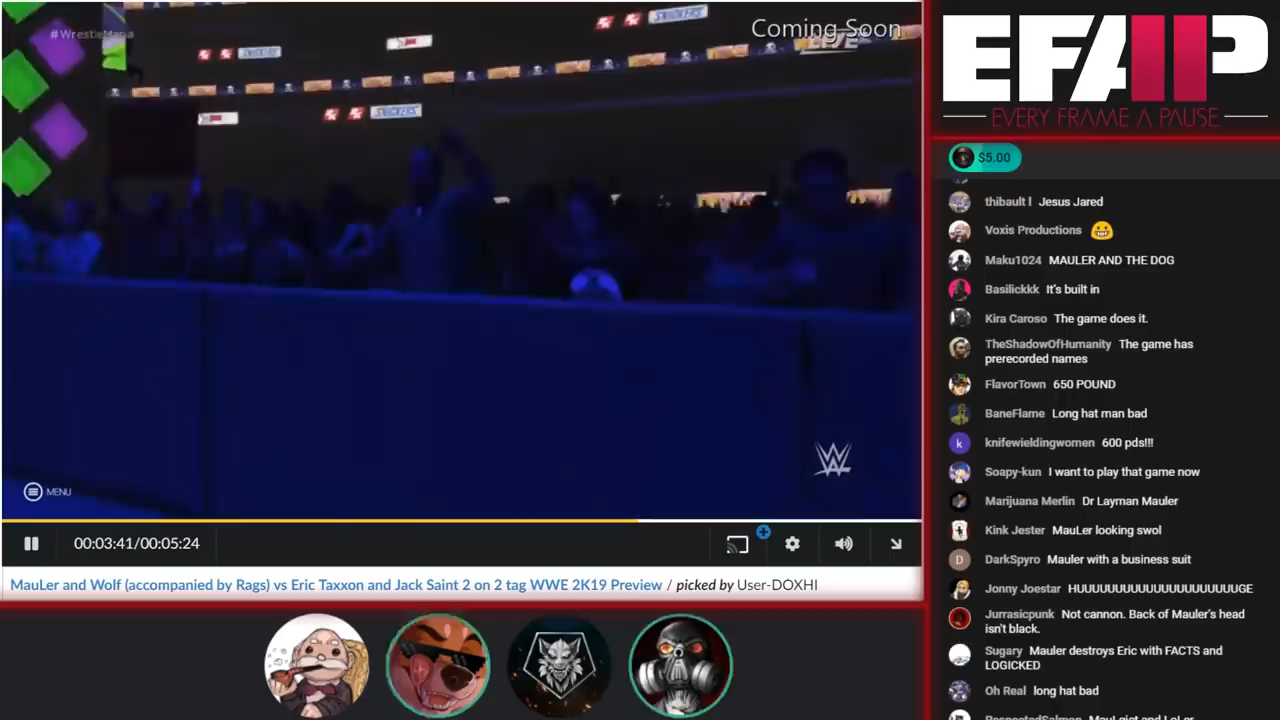 #WrestleMania
Coming Soon
LIVE
MENU
W
00:03:41/00:05:24
MauLer and Wolf (accompanied by Rags) vs Eric Taxxon and Jack Saint 2 on 2 tag WWE 2K19 Preview / picked by User-DOXHI
EFAP
EVERY FRAME A PAUSE
$5.00
thibault l Jesus Jared
Voxis Productions
Maku1024 MAULER AND THE DOG
Basilickkk It's built in
Kira Caroso The game does it.
TheShadowOfHumanity The game has
prerecorded names
FlavorTown 650 POUND
BaneFlame Long hat man bad
k
knifewieldingwomen 600 pds!!!
Soapy-kun I want to play that game now
Marijuana Merlin Dr Layman Mauler
Kink Jester MauLer looking swol
D
DarkSpyro Mauler with a business suit
Jonny Joestar HUUUUUUUUUUUUUUUUUUUUGE
Jurrasicpunk Not cannon. Back of Mauler's head
isn't black.
Sugary Mauler destroys Eric with FACTS and
LOGICKED
Oh Real long hat bad
RespectedSalmon MauLgiet and LoLer